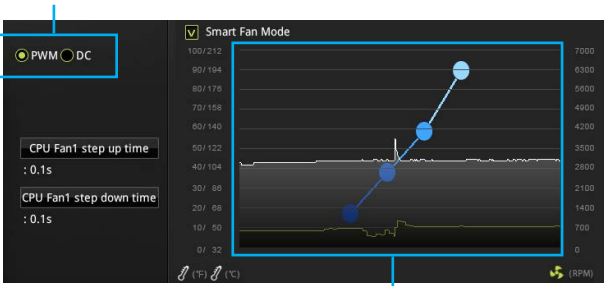 V Smart Fan Mode
PWM DC
100/212 7000
90/194 6300
80/176 5600
70/158 4900
60/140 4200
50/122 3500
40/104 2800
30/ 86 2100
20/ 68 1400
10/ 50 700
0/ 32 0
CPU Fan1 step up time
: 0.1s
CPU Fan1 step down time
: 0.1s
(°F) (°C) (RPM)